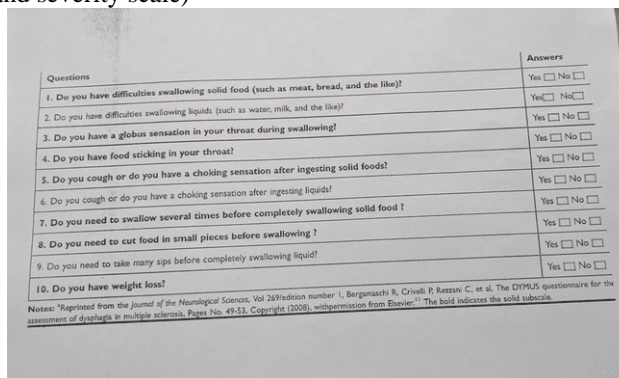 and severity scale)
Answers
Questions
1. Do you have difficulties swallowing solid food (such as meat, bread, and the like)? Yes No
2. Do you have difficulties swallowing liquids (such as water, milk, and the like)? Yes No
3. Do you have a globus sensation in your throat during swallowing? Yes No
4. Do you have food sticking in your throat? Yes No
5. Do you cough or do you have a choking sensation after ingesting solid foods? Yes No
6. Do you cough or do you have a choking sensation after ingesting liquids? Yes No
7. Do you need to swallow several times before completely swallowing solid food ? Yes No
8. Do you need to cut food in small pieces before swallowing ? Yes No
9. Do you need to take many sips before completely swallowing liquid? Yes No
10. Do you have weight loss? Yes No
Notes: "Reprinted from the Journal of the Neurological Sciences, Vol 269/edition number 1, Bergamaschi R, Crivelli P, Rezzani C, et al, The DYMUS questionnaire for the
assessment of dysphagia in multiple sclerosis, Pages No. 49-53, Copyright (2008), withpermission from Elsevier." The bold indicates the solid subscale.